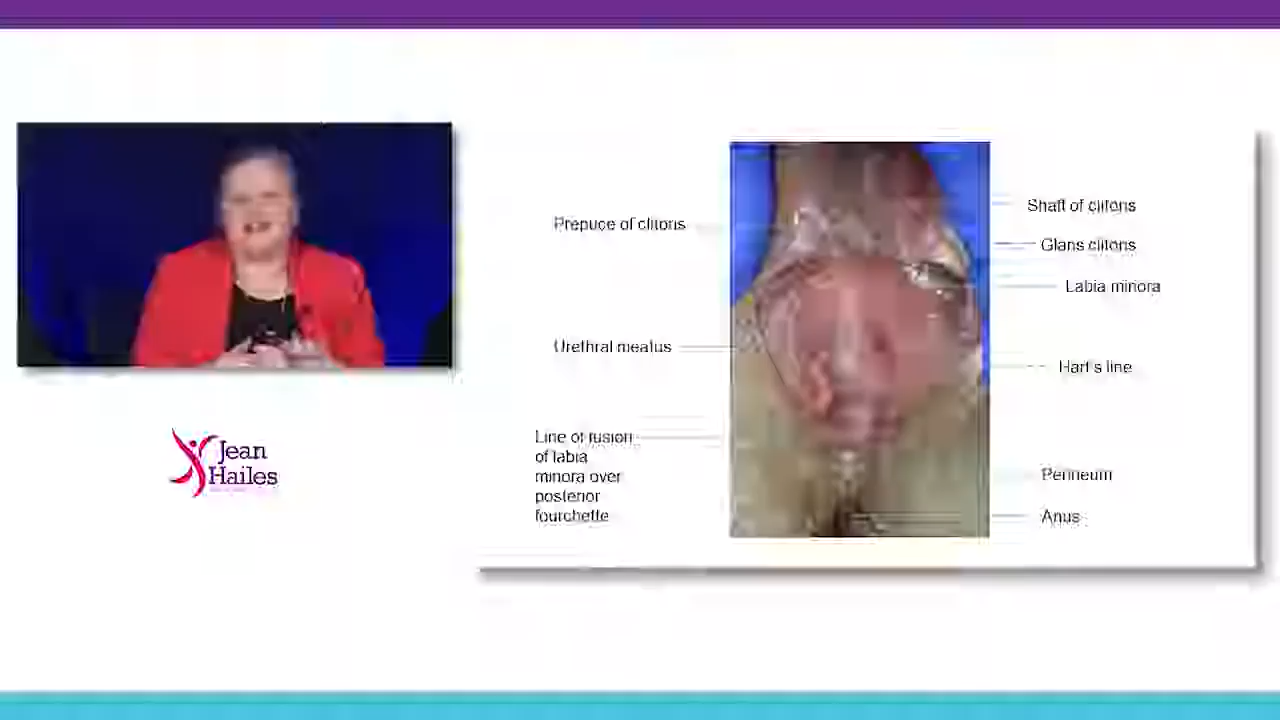 Prepuce of clitoris
Shaft of clitoris
Glans clitoris
Labia minora
Urethral meatus
Hart's line
Line of fusion
of labia
minora over
posterior
fourchette
Perineum
Anus
Jean
Hailes